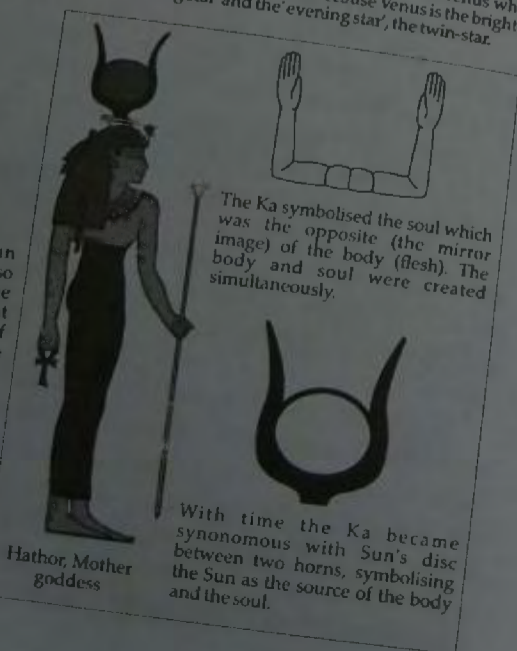 Venus is the bright
and the 'evening star', the twin-star.
The Ka symbolised the soul which
was the opposite (the mirror
image) of the body (flesh). The
body and soul were created
simultaneously.
With time the Ka became
synonomous with Sun's disc
between two horns, symbolising
the Sun as the source of the body
and the soul.
Hathor, Mother
goddess